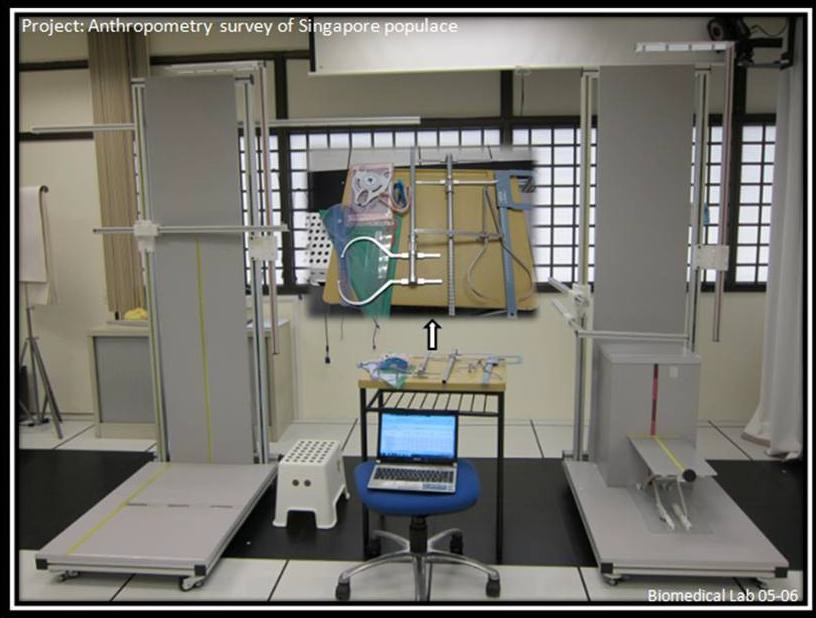 Project: Anthropometry survey of Singapore populace
Biomedical Lab 05-06